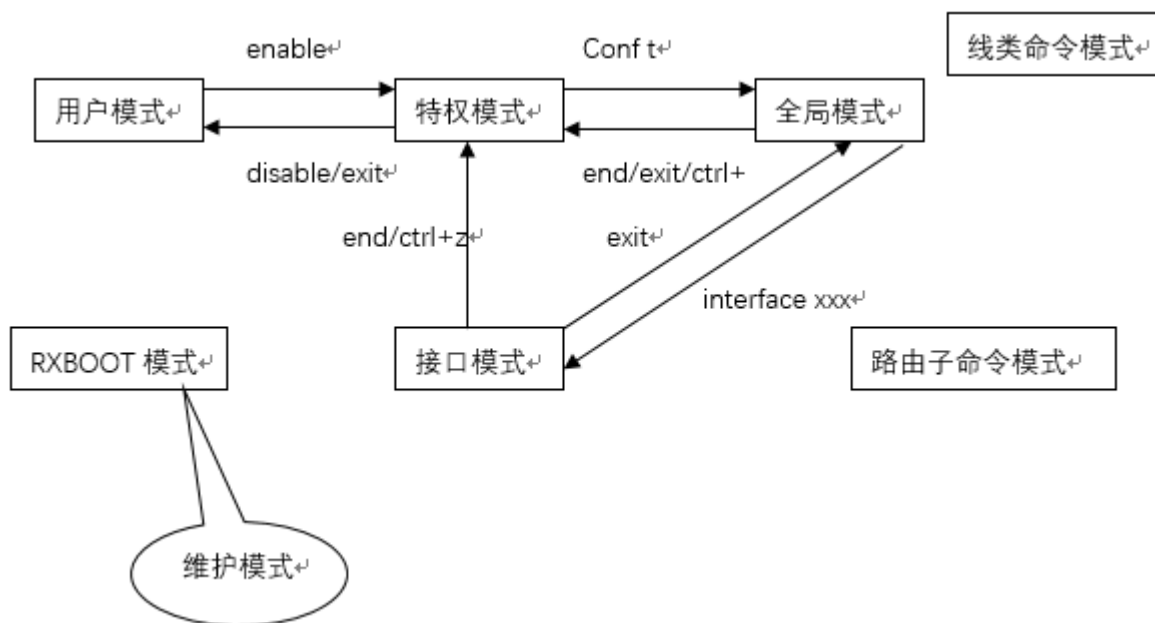 enable
Conf t
线类命令模式
用户模式
特权模式
全局模式
disable/exit
end/exit/ctrl+
end/ctrl+z
exit
interface xxx
RXBOOT 模式
接口模式
路由子命令模式
维护模式